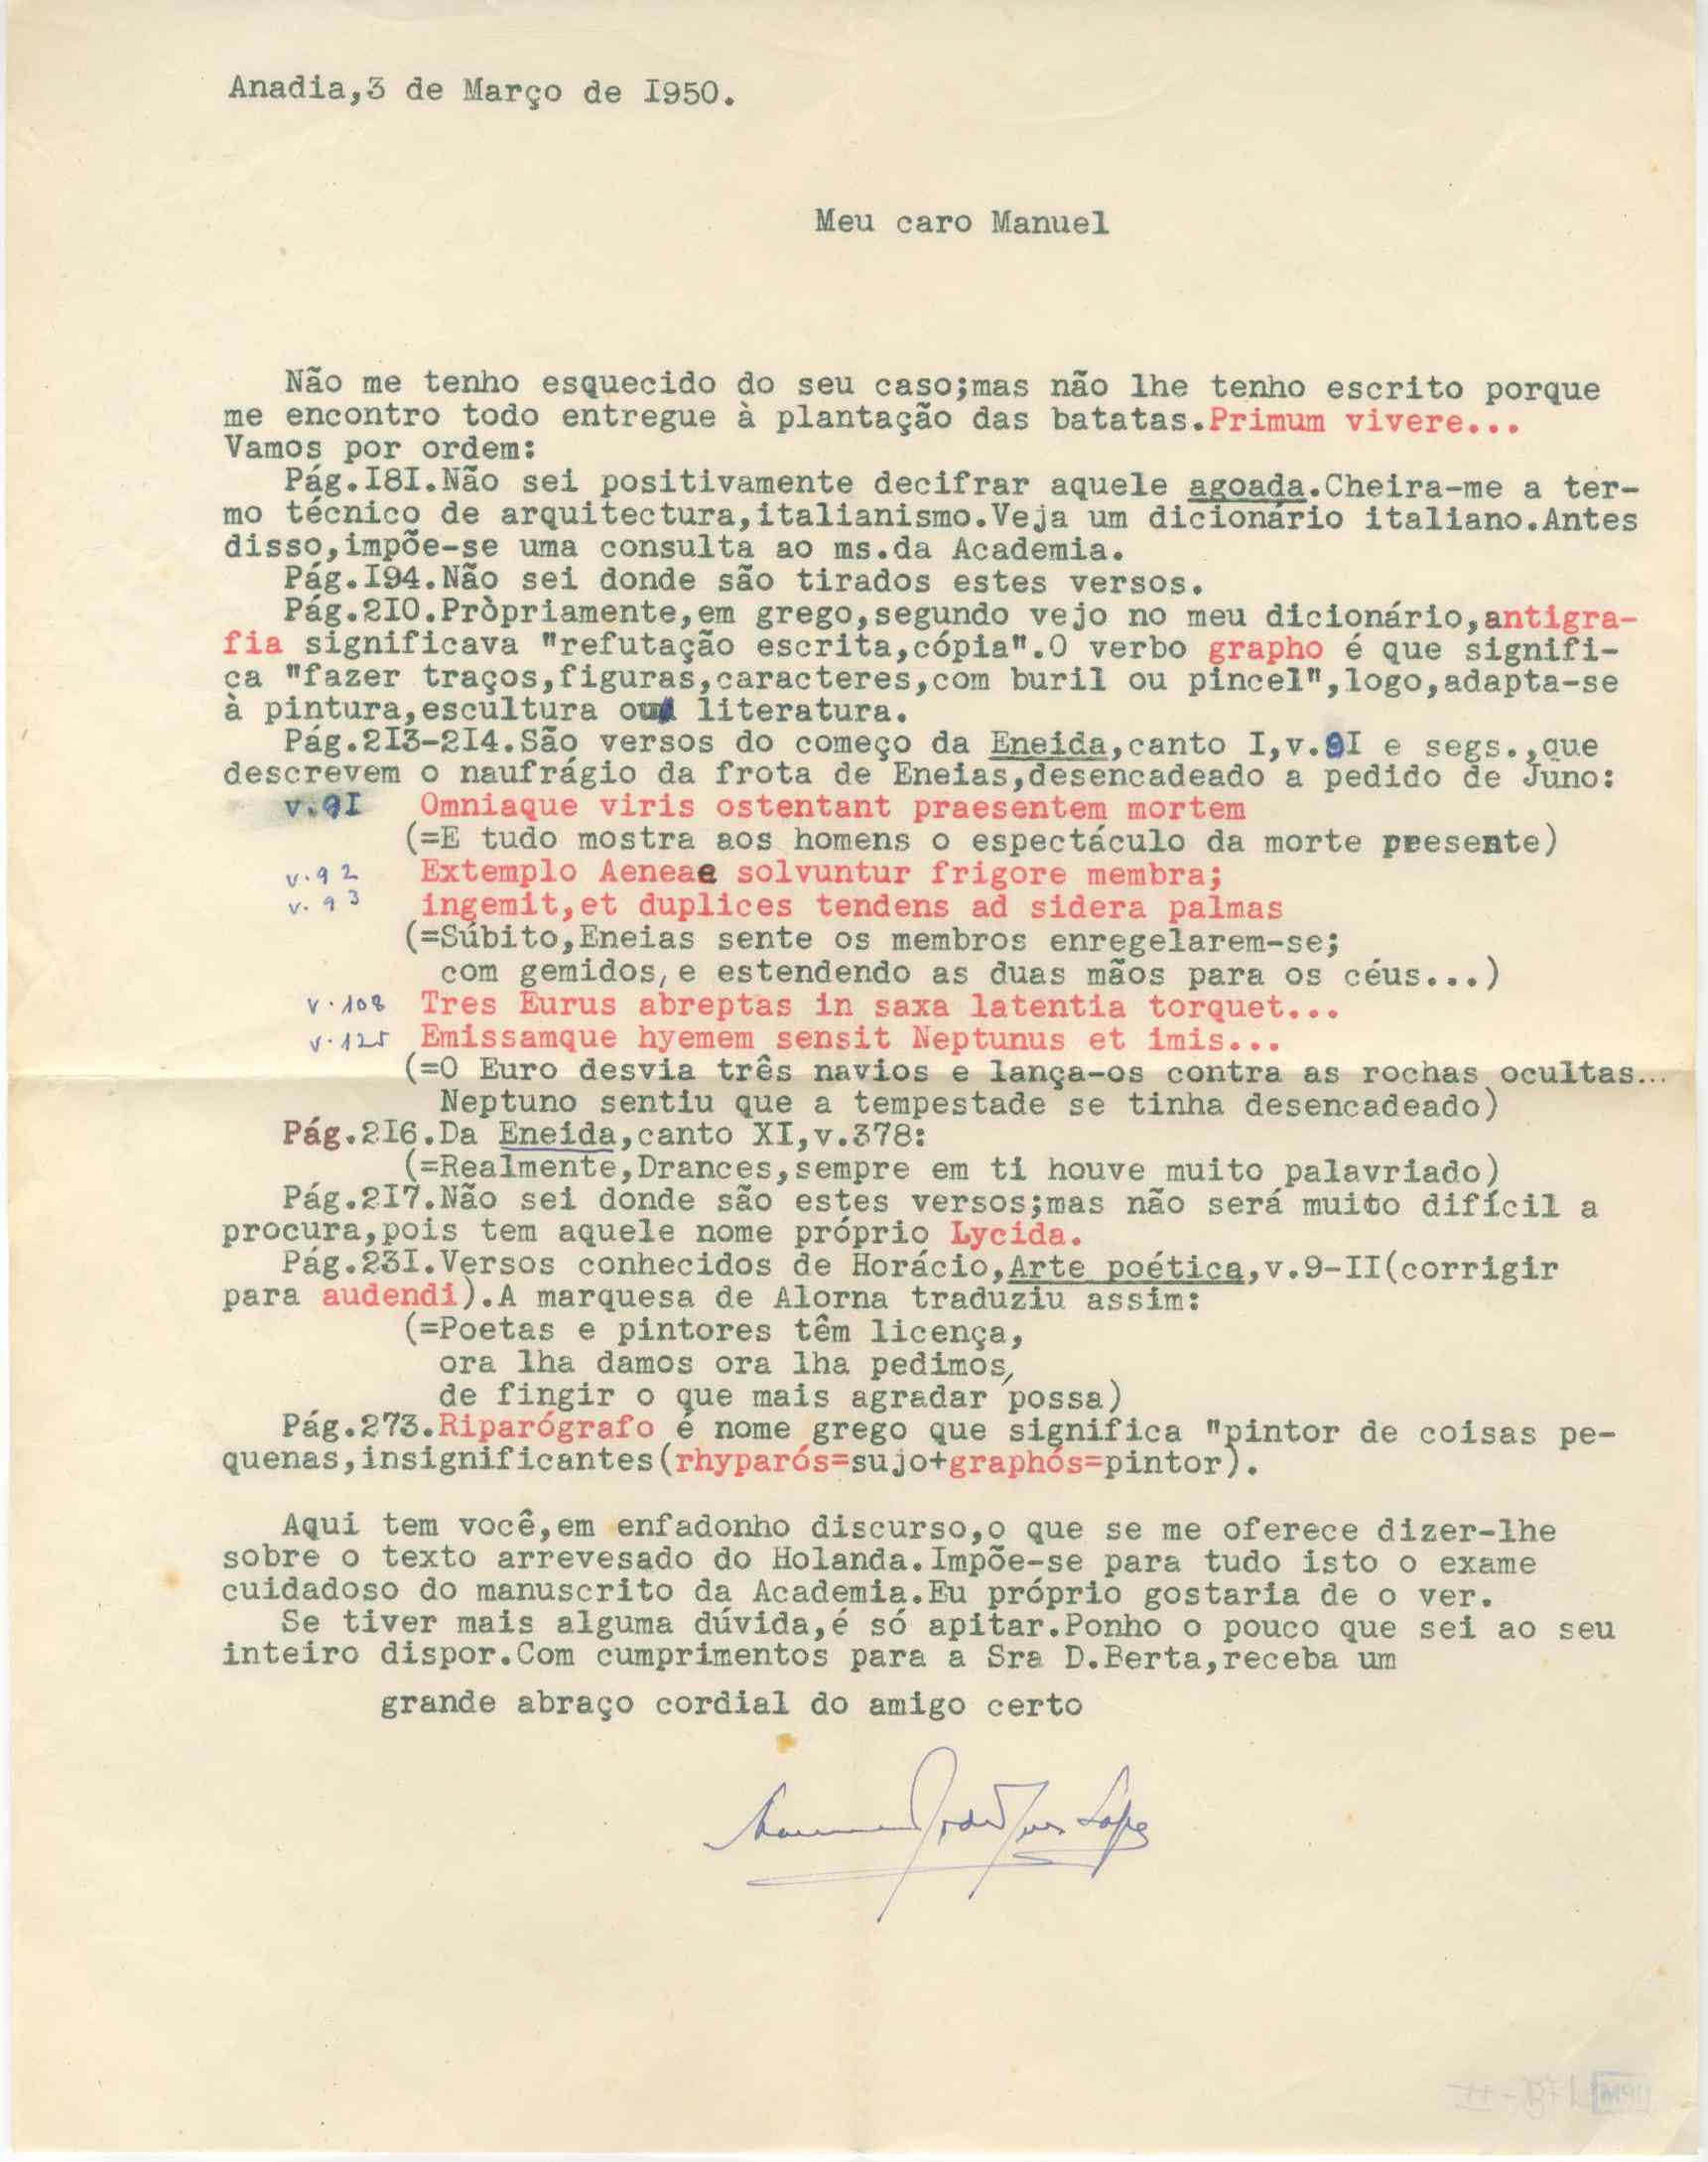 Anadia,3 de Março de I950.
Meu caro Manuel
Não me tenho esquecido do seu caso;mas não lhe tenho escrito porque
me encontro todo entregue à plantação das batatas.Primum vivere...
Vamos por ordem:
Pág.I8I.Não sei positivamente decifrar aquele agoada.Cheira-me a ter-
mo técnico de arquitectura,italianismo.Veja um dicionário italiano.Antes
disso,impõe-se uma consulta ao ms.da Academia.
Pág.I94.Não sei donde são tirados estes versos.
Pág.2I0.Pròpriamente,em grego,segundo vejo no meu dicionário,antigra-
fia significava "refutação escrita,cópia".O verbo grapho é que signifi-
ca "fazer traços,figuras,caracteres,com buril ou pincel",logo,adapta-se
à pintura,escultura ou literatura.
Pág.2I3-2I4.São versos do começo da Eneida,canto I,v.9I e segs.,que
descrevem o naufrágio da frota de Eneias,desencadeado a pedido de Juno:
v.9I Omniaque viris ostentant praesentem mortem
(=E tudo mostra aos homens o espectáculo da morte presente)
v.92 Extemplo Aeneae solvuntur frigore membra;
v.93 ingemit,et duplices tendens ad sidera palmas
(=Súbito,Eneias sente os membros enregelarem-se;
com gemidos,e estendendo as duas mãos para os céus...)
v.108 Tres Eurus abreptas in saxa latentia torquet...
v.125 Emissamque hyemem sensit Neptunus et imis...
(=O Euro desvia três navios e lança-os contra as rochas ocultas...
Neptuno sentiu que a tempestade se tinha desencadeado)
Pág.2I6.Da Eneida,canto XI,v.378:
(=Realmente,Drances,sempre em ti houve muito palavriado)
Pág.2I7.Não sei donde são estes versos;mas não será muito difícil a
procura,pois tem aquele nome próprio Lycida.
Pág.23I.Versos conhecidos de Horácio,Arte poética,v.9-II(corrigir
para audendi).A marquesa de Alorna traduziu assim:
(=Poetas e pintores têm licença,
ora lha damos ora lha pedimos,
de fingir o que mais agradar possa)
Pág.273.Riparógrafo é nome grego que significa "pintor de coisas pe-
quenas,insignificantes(rhyparós=sujo+graphós=pintor).
Aqui tem você,em enfadonho discurso,o que se me oferece dizer-lhe
sobre o texto arrevesado do Holanda.Impõe-se para tudo isto o exame
cuidadoso do manuscrito da Academia.Eu próprio gostaria de o ver.
Se tiver mais alguma dúvida,é só apitar.Ponho o pouco que sei ao seu
inteiro dispor.Com cumprimentos para a Sra D.Berta,receba um
grande abraço cordial do amigo certo
Rodrigues Lapa